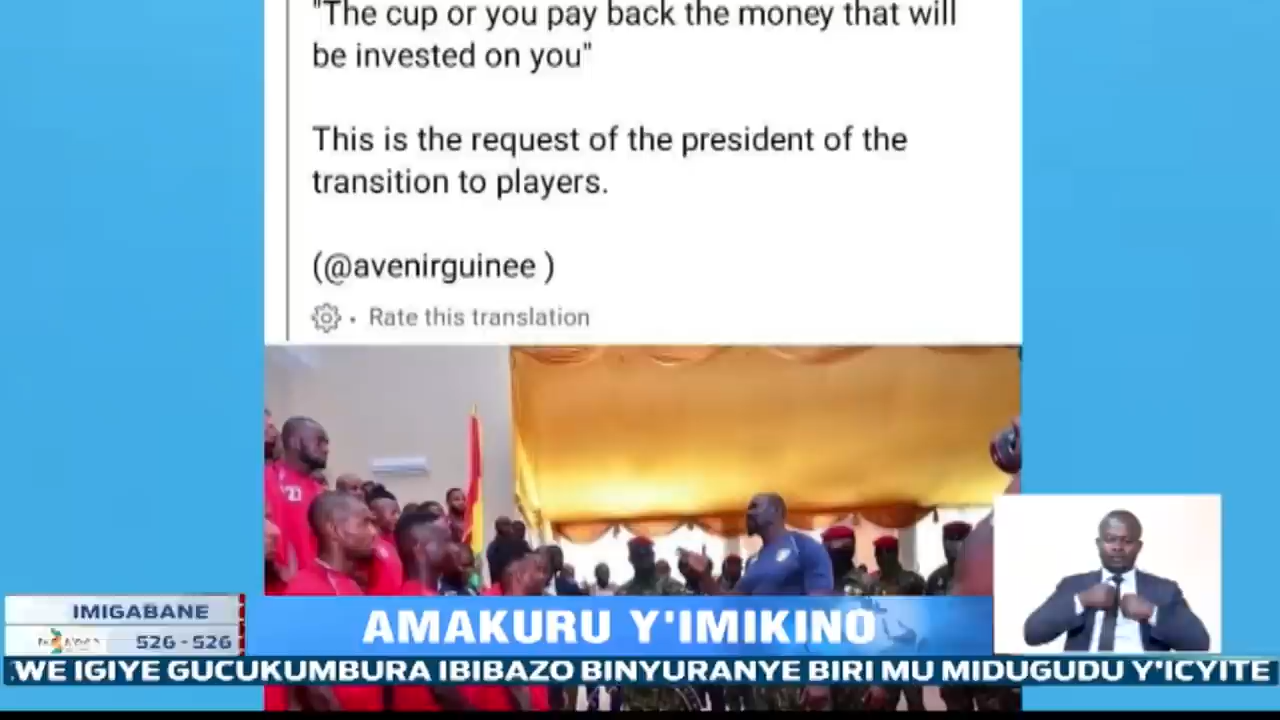 "The cup or you pay back the money that will
be invested on you"
This is the request of the president of the
transition to players.
(@avenirguinee )
Rate this translation
IMIGABANE
526 - 526
AMAKURU Y'IMIKINO
WE IGIYE GUCUKUMBURA IBIBAZO BINYURANYE BIRI MU MIDUGUDU Y'ICYITE